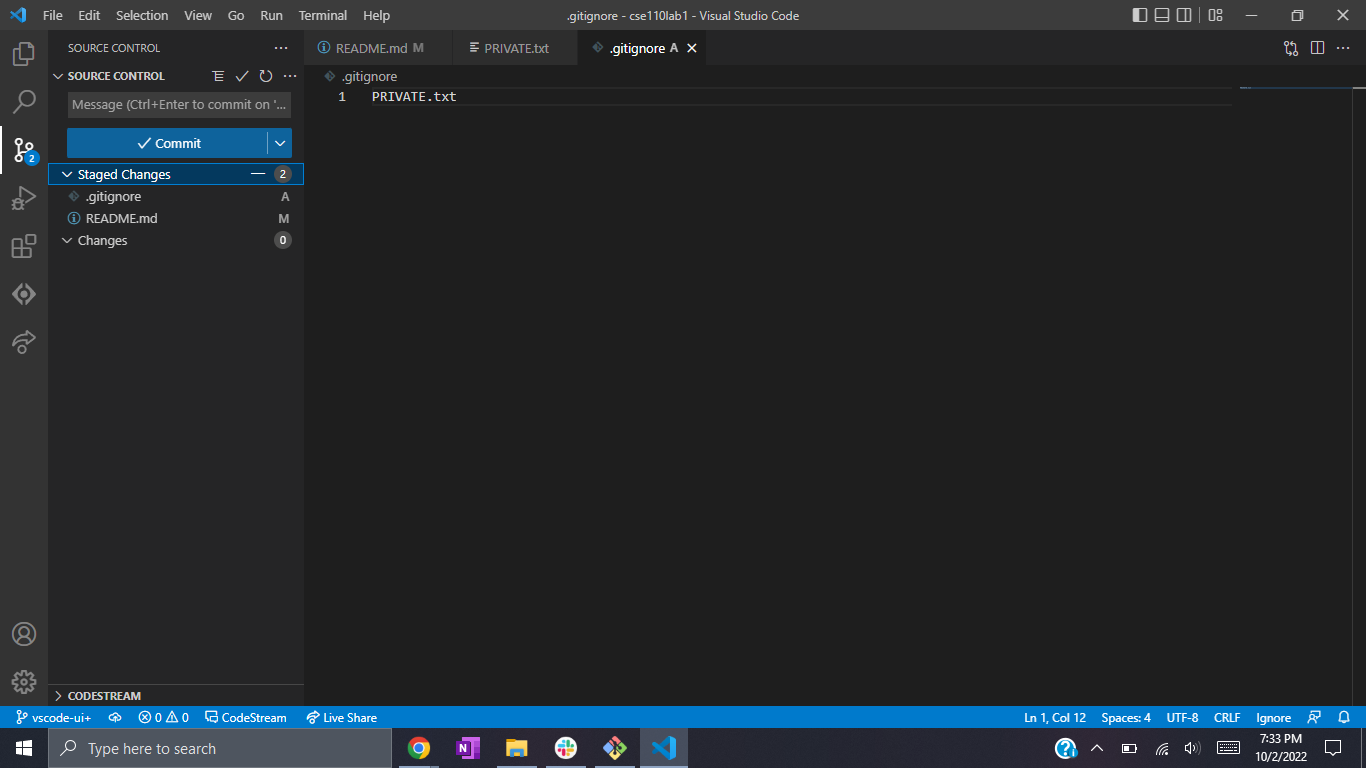 File Edit Selection View Go Run Terminal Help .gitignore - cse110lab1 - Visual Studio Code
SOURCE CONTROL
README.md M PRIVATE.txt .gitignore A
SOURCE CONTROL
.gitignore
Message (Ctrl+Enter to commit on '...
1 PRIVATE.txt
Commit
Staged Changes 2
.gitignore A
README.md M
Changes 0
2
CODESTREAM
vscode-ui+ 0 0 CodeStream Live Share Ln 1, Col 12 Spaces: 4 UTF-8 CRLF Ignore
Type here to search
7:33 PM
10/2/2022